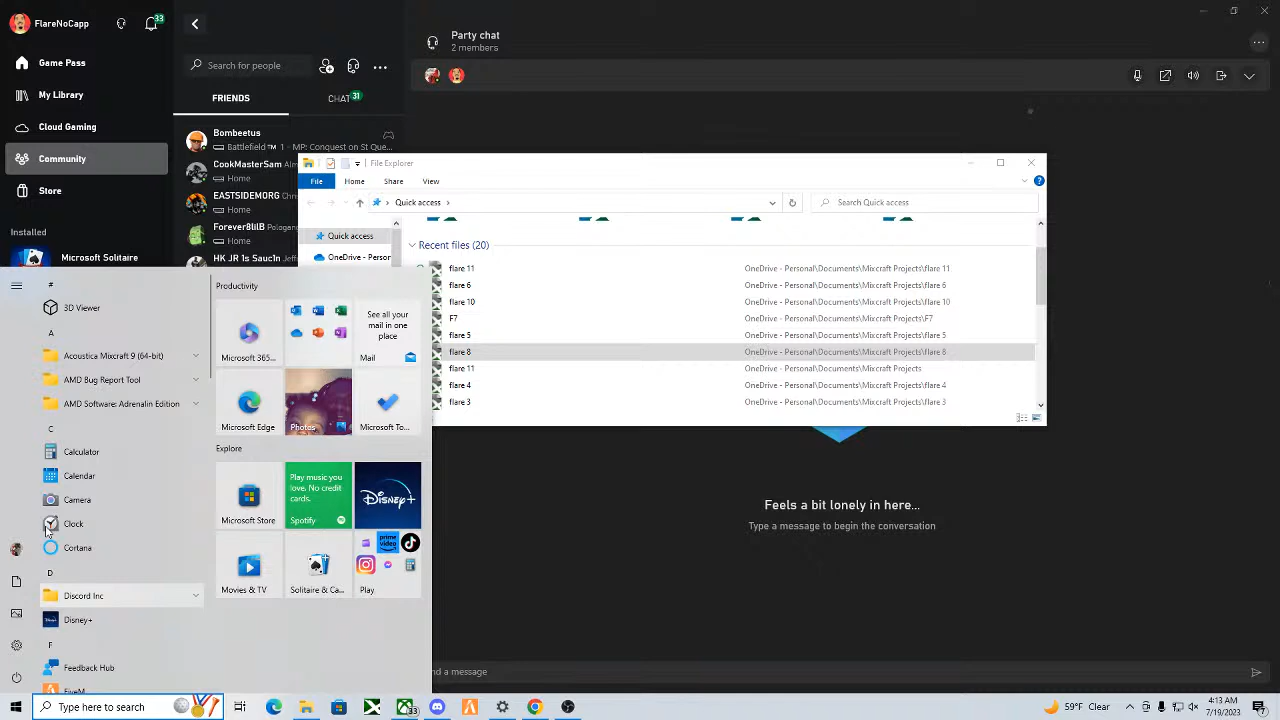 FlareNoCapp
33
Game Pass
My Library
Cloud Gaming
Community
Store
Installed
Microsoft Solitaire
Search for people
FRIENDS
CHAT 31
Bombeetus
Battlefield™ 1 - MP: Conquest on St Que...
CookMasterSam
Home
EASTSIDEMORG
Home
Forever8lilB
Home
HK JR 1s Sauc1n
Party chat
2 members
File Explorer
File
Home
Share
View
Quick access
Search Quick access
Quick access
OneDrive - Person
Recent files (20)
flare 11 OneDrive - Personal\Documents\Mixcraft Projects\flare 11
flare 6 OneDrive - Personal\Documents\Mixcraft Projects\flare 6
flare 10 OneDrive - Personal\Documents\Mixcraft Projects\flare 10
F7 OneDrive - Personal\Documents\Mixcraft Projects\F7
flare 5 OneDrive - Personal\Documents\Mixcraft Projects\flare 5
flare 8 OneDrive - Personal\Documents\Mixcraft Projects\flare 8
flare 11 OneDrive - Personal\Documents\Mixcraft Projects
flare 4 OneDrive - Personal\Documents\Mixcraft Projects\flare 4
flare 3 OneDrive - Personal\Documents\Mixcraft Projects\flare 3
#
3D Viewer
A
Acoustica Mixcraft 9 (64-bit)
AMD Bug Report Tool
AMD Software: Adrenalin Edition
C
Calculator
Calendar
Camera
Clock
Cortana
D
Discord Inc
Disney+
F
Feedback Hub
FiveM
Productivity
Microsoft 365...
See all your
mail in one
place
Mail
Microsoft Edge
Photos
Microsoft To...
Explore
Microsoft Store
Play music you
love. No credit
cards.
Spotify
Disney+
Movies & TV
Solitaire & Ca...
prime
video
Play
Feels a bit lonely in here...
Type a message to begin the conversation
nd a message
Type here to search
33
59°F Clear
4:13 AM
7/19/2023